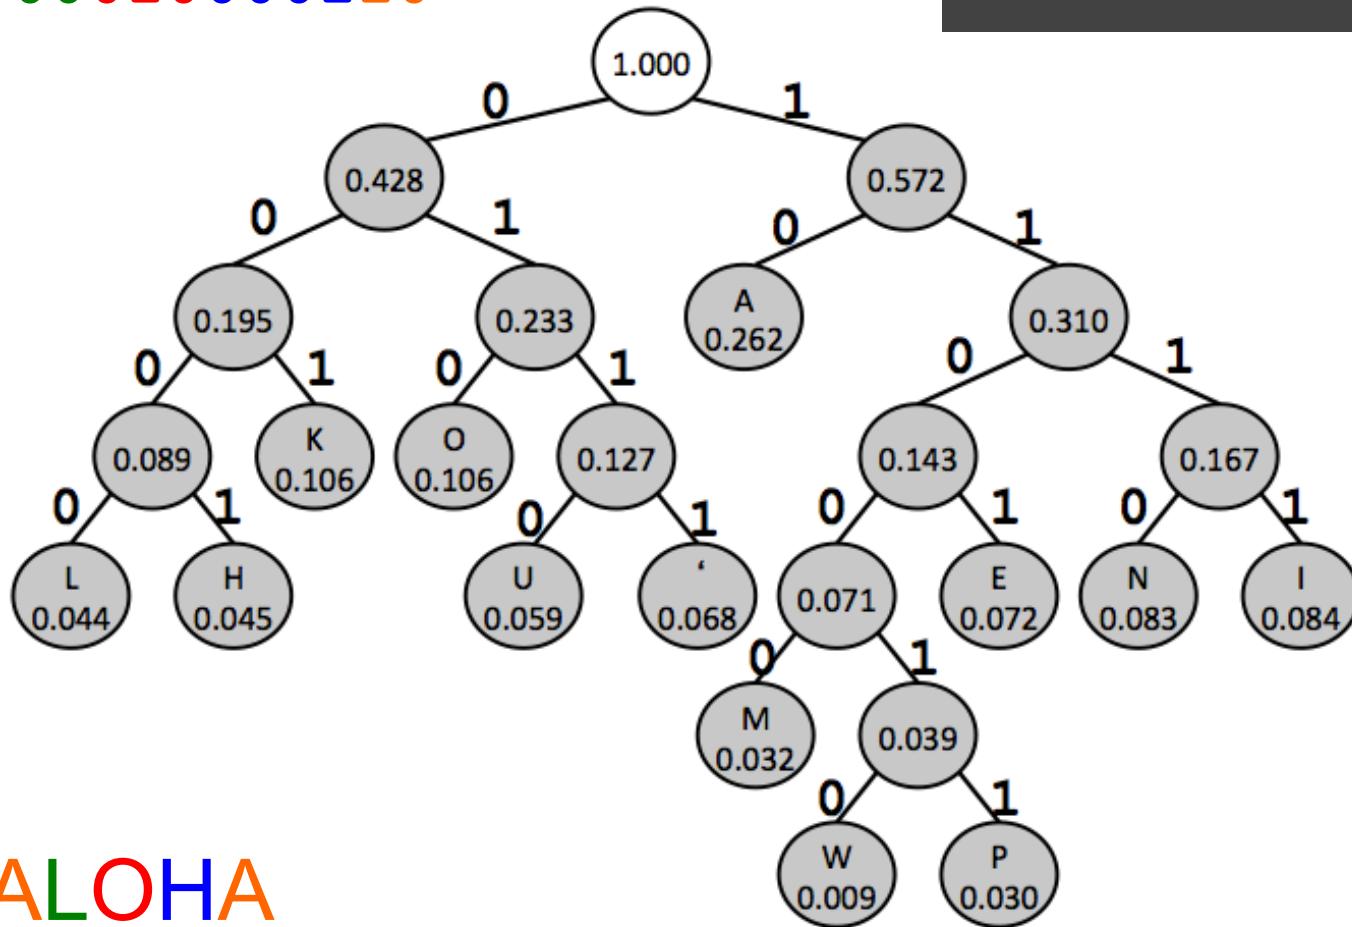 1.000
0 1
0.428 0.572
0 1 0 1
0.195 0.233 A 0.262 0.310
0 1 0 1 0 1
0.089 K 0.106 O 0.106 0.127 0.143 0.167
0 1 0 1 0 1 0 1
L 0.044 H 0.045 U 0.059 ‘ 0.068 0.071 E 0.072 N 0.083 I 0.084
0 1
M 0.032 0.039
0 1
W 0.009 P 0.030
ALOHA